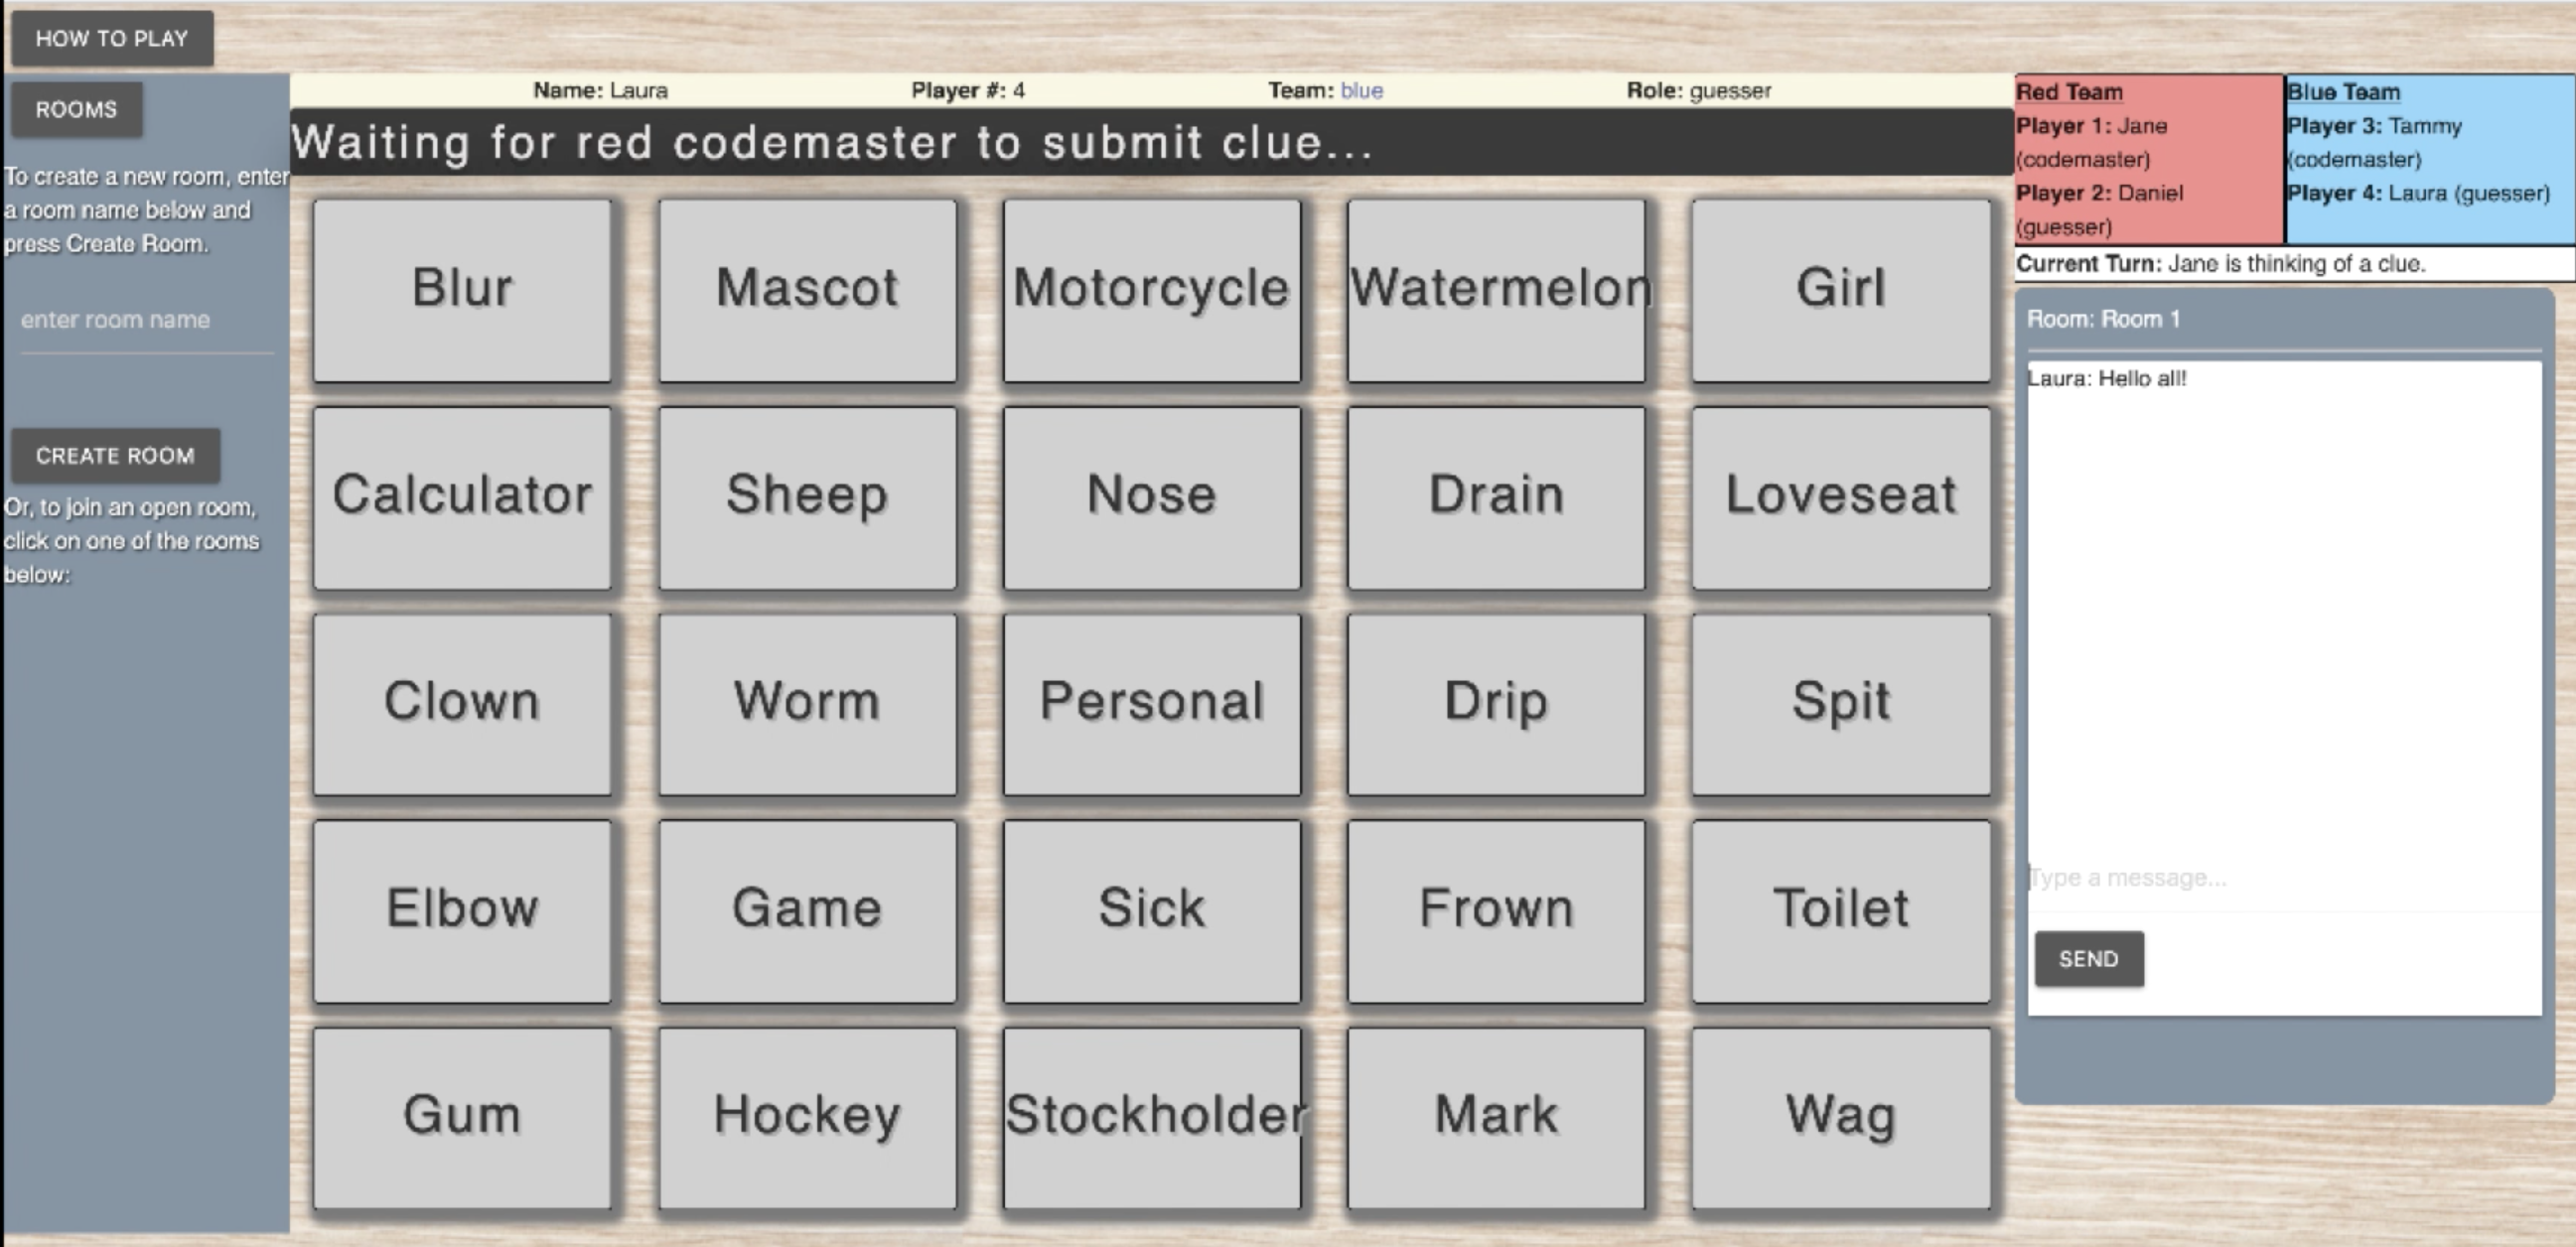 HOW TO PLAY
ROOMS
To create a new room, enter
a room name below and
press Create Room.
enter room name
CREATE ROOM
Or, to join an open room,
click on one of the rooms
below:
Name: Laura Player #: 4 Team: blue Role: guesser
Waiting for red codemaster to submit clue...
Blur Mascot Motorcycle Watermelon Girl
Calculator Sheep Nose Drain Loveseat
Clown Worm Personal Drip Spit
Elbow Game Sick Frown Toilet
Gum Hockey Stockholder Mark Wag
Red Team
Player 1: Jane
(codemaster)
Player 2: Daniel
(guesser)
Blue Team
Player 3: Tammy
(codemaster)
Player 4: Laura (guesser)
Current Turn: Jane is thinking of a clue.
Room: Room 1
Laura: Hello all!
Type a message...
SEND